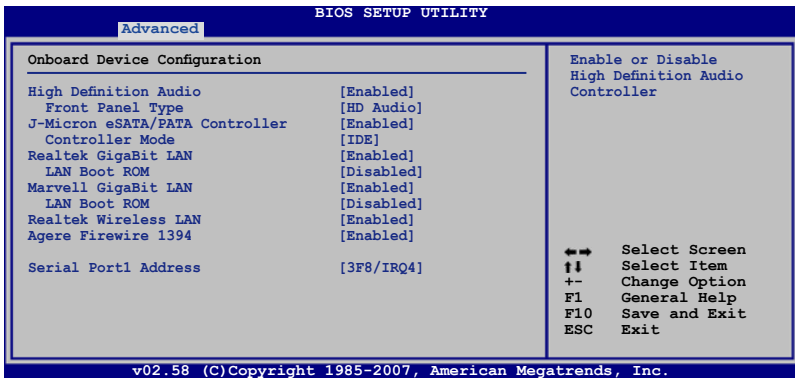 BIOS SETUP UTILITY
Advanced
Onboard Device Configuration
High Definition Audio [Enabled]
Front Panel Type [HD Audio]
J-Micron eSATA/PATA Controller [Enabled]
Controller Mode [IDE]
Realtek GigaBit LAN [Enabled]
LAN Boot ROM [Disabled]
Marvell GigaBit LAN [Enabled]
LAN Boot ROM [Disabled]
Realtek Wireless LAN [Enabled]
Agere Firewire 1394 [Enabled]
Serial Port1 Address [3F8/IRQ4]
Enable or Disable
High Definition Audio
Controller
←→ Select Screen
↑↓ Select Item
+- Change Option
F1 General Help
F10 Save and Exit
ESC Exit
v02.58 (C)Copyright 1985-2007, American Megatrends, Inc.